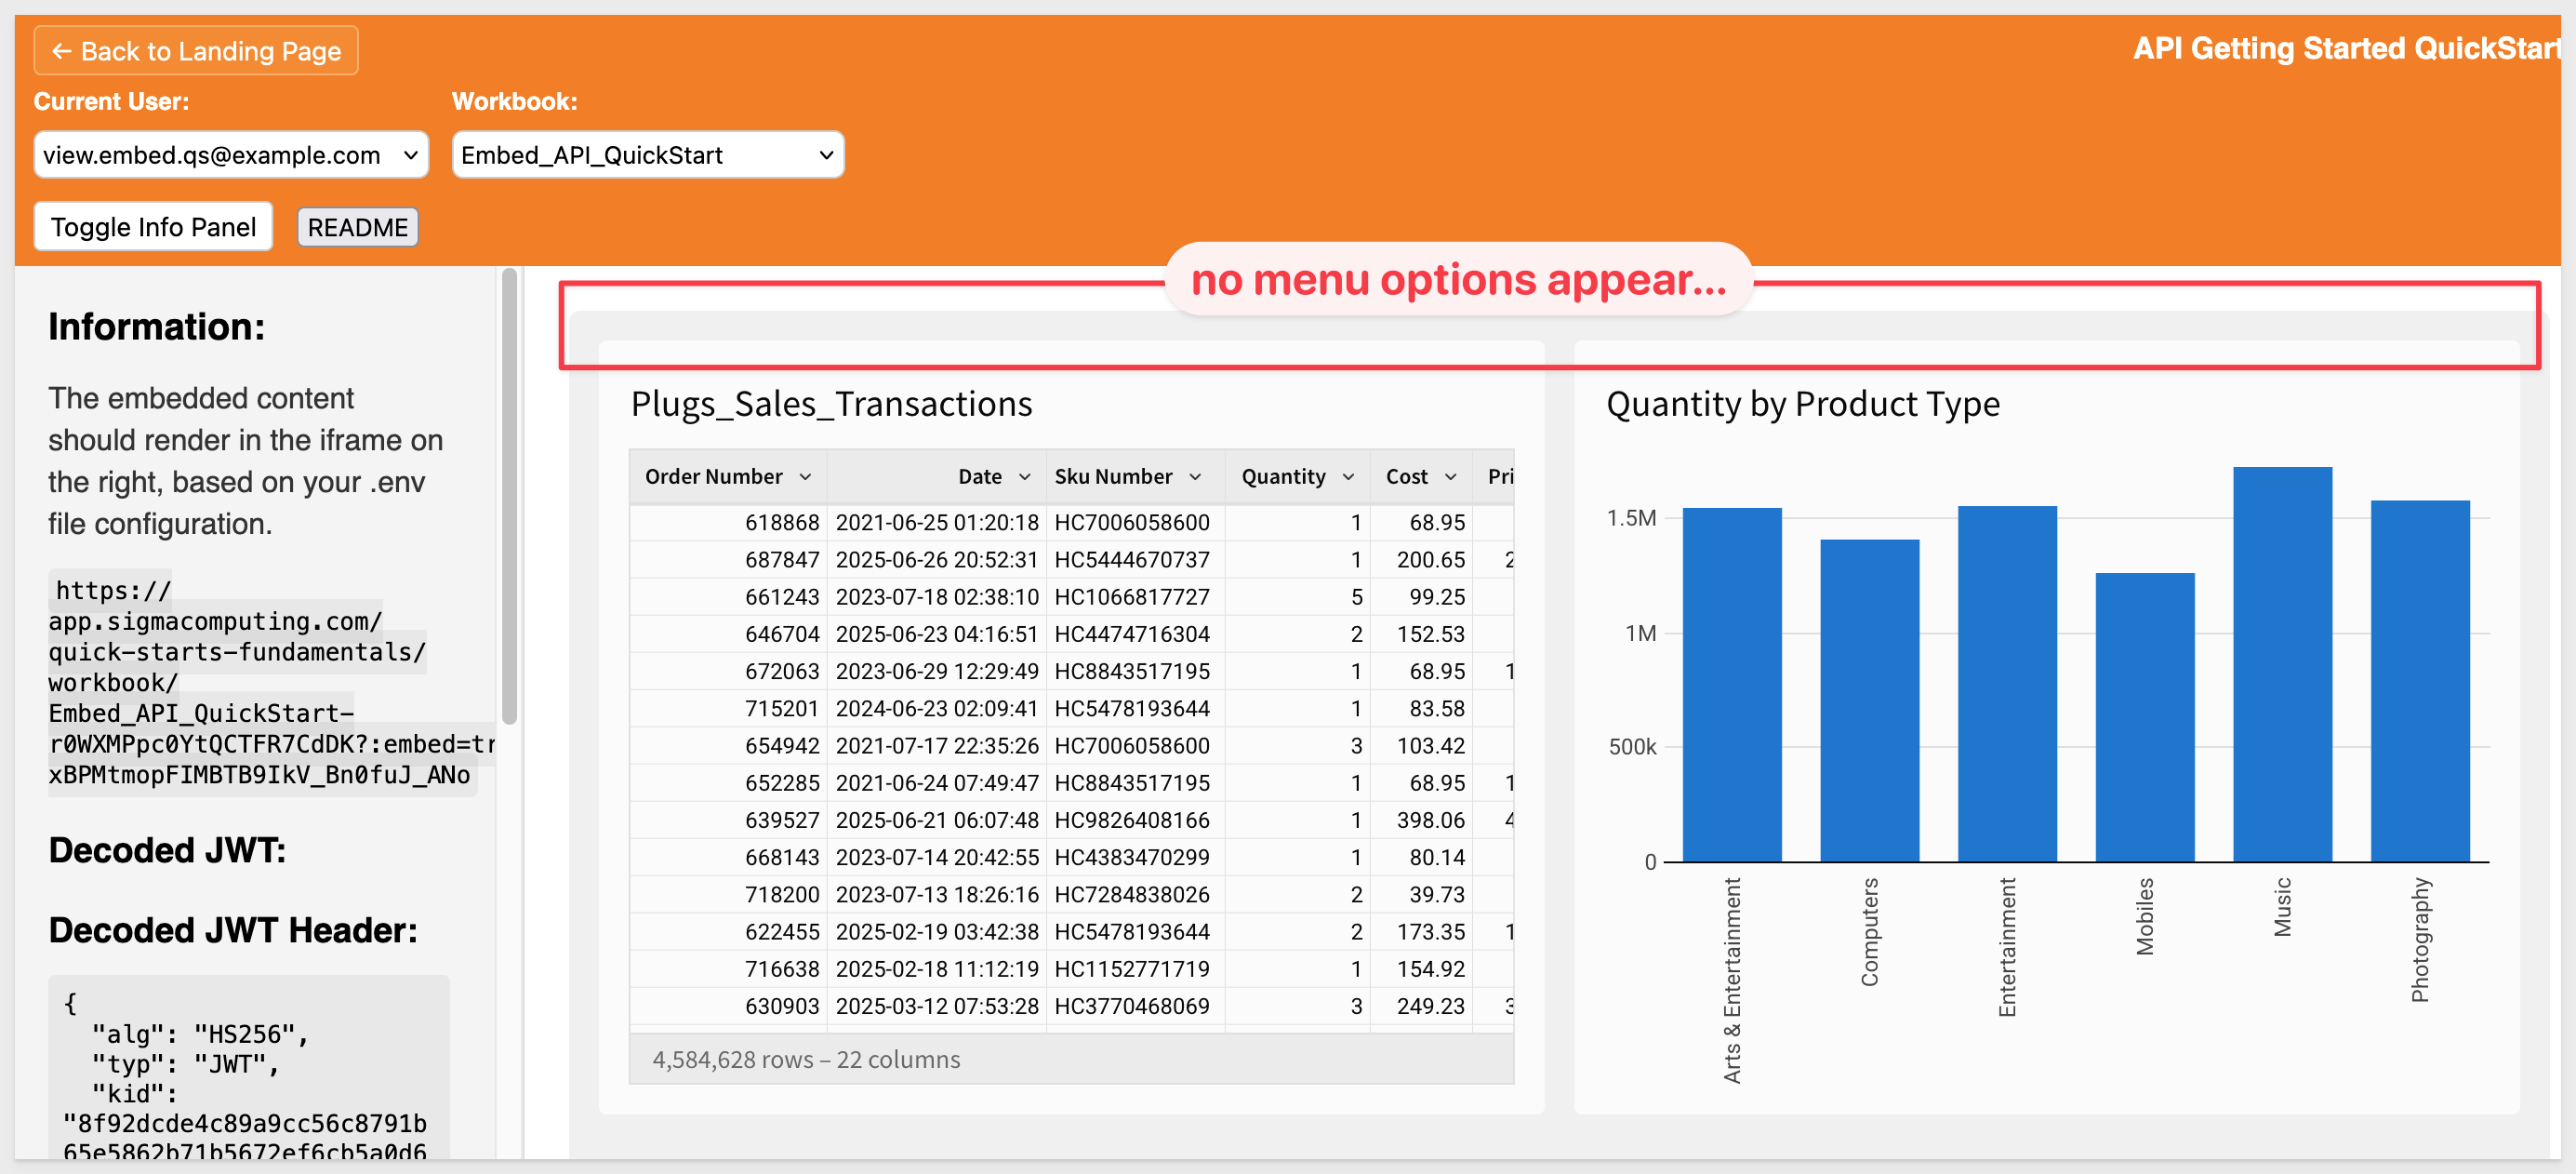 ← Back to Landing Page
API Getting Started QuickStart
Current User:
Workbook:
view.embed.qs@example.com
Embed_API_QuickStart
Toggle Info Panel
README
no menu options appear...
Information:
The embedded content
should render in the iframe on
the right, based on your .env
file configuration.
https://
app.sigmacomputing.com/
quick-starts-fundamentals/
workbook/
Embed_API_QuickStart-
r0WXMPpc0YtQCTFR7CdDK?:embed=tr
xBPMtmopFIMBTB9IkV_Bn0fuJ_ANo
Decoded JWT:
Decoded JWT Header:
{
"alg": "HS256",
"typ": "JWT",
"kid":
"8f92dcde4c89a9cc56c8791b
65e5862b71b5672ef6cb5a0d6
Plugs_Sales_Transactions
Order Number Date Sku Number Quantity Cost Pri
618868 2021-06-25 01:20:18 HC7006058600 1 68.95
687847 2025-06-26 20:52:31 HC5444670737 1 200.65 2
661243 2023-07-18 02:38:10 HC1066817727 5 99.25
646704 2025-06-23 04:16:51 HC4474716304 2 152.53
672063 2023-06-29 12:29:49 HC8843517195 1 68.95 1
715201 2024-06-23 02:09:41 HC5478193644 1 83.58
654942 2021-07-17 22:35:26 HC7006058600 3 103.42
652285 2021-06-24 07:49:47 HC8843517195 1 68.95 1
639527 2025-06-21 06:07:48 HC9826408166 1 398.06 4
668143 2023-07-14 20:42:55 HC4383470299 1 80.14
718200 2023-07-13 18:26:16 HC7284838026 2 39.73
622455 2025-02-19 03:42:38 HC5478193644 2 173.35 1
716638 2025-02-18 11:12:19 HC1152771719 1 154.92
630903 2025-03-12 07:53:28 HC3770468069 3 249.23 3
4,584,628 rows – 22 columns
Quantity by Product Type
1.5M
1M
500k
0
Arts & Entertainment
Computers
Entertainment
Mobiles
Music
Photography